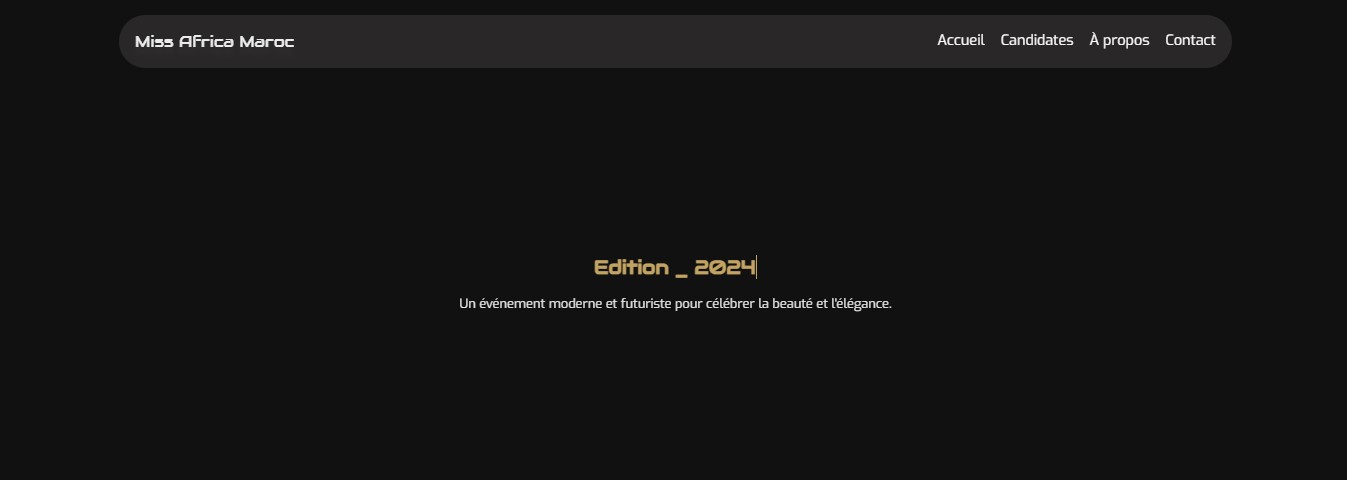 Miss Africa Maroc
Accueil Candidates À propos Contact
Edition _ 2024
Un événement moderne et futuriste pour célébrer la beauté et l'élégance.